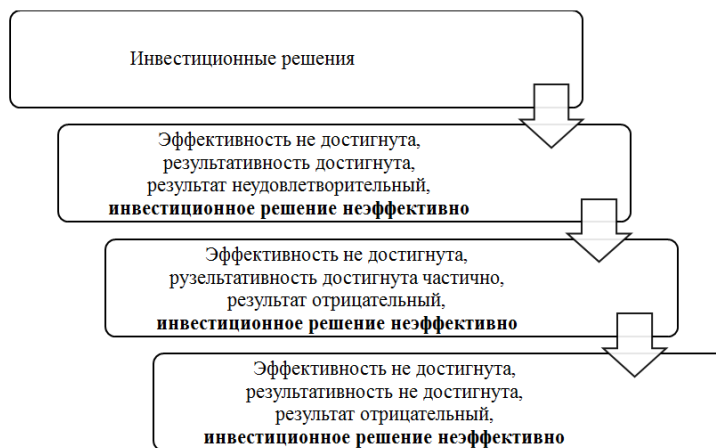 Инвестиционные решения
Эффективность не достигнута,
результативность достигнута,
результат неудовлетворительный,
инвестиционное решение неэффективно
Эффективность не достигнута,
рузельтативность достигнута частично,
результат отрицательный,
инвестиционное решение неэффективно
Эффективность не достигнута,
результативность не достигнута,
результат отрицательный,
инвестиционное решение неэффективно